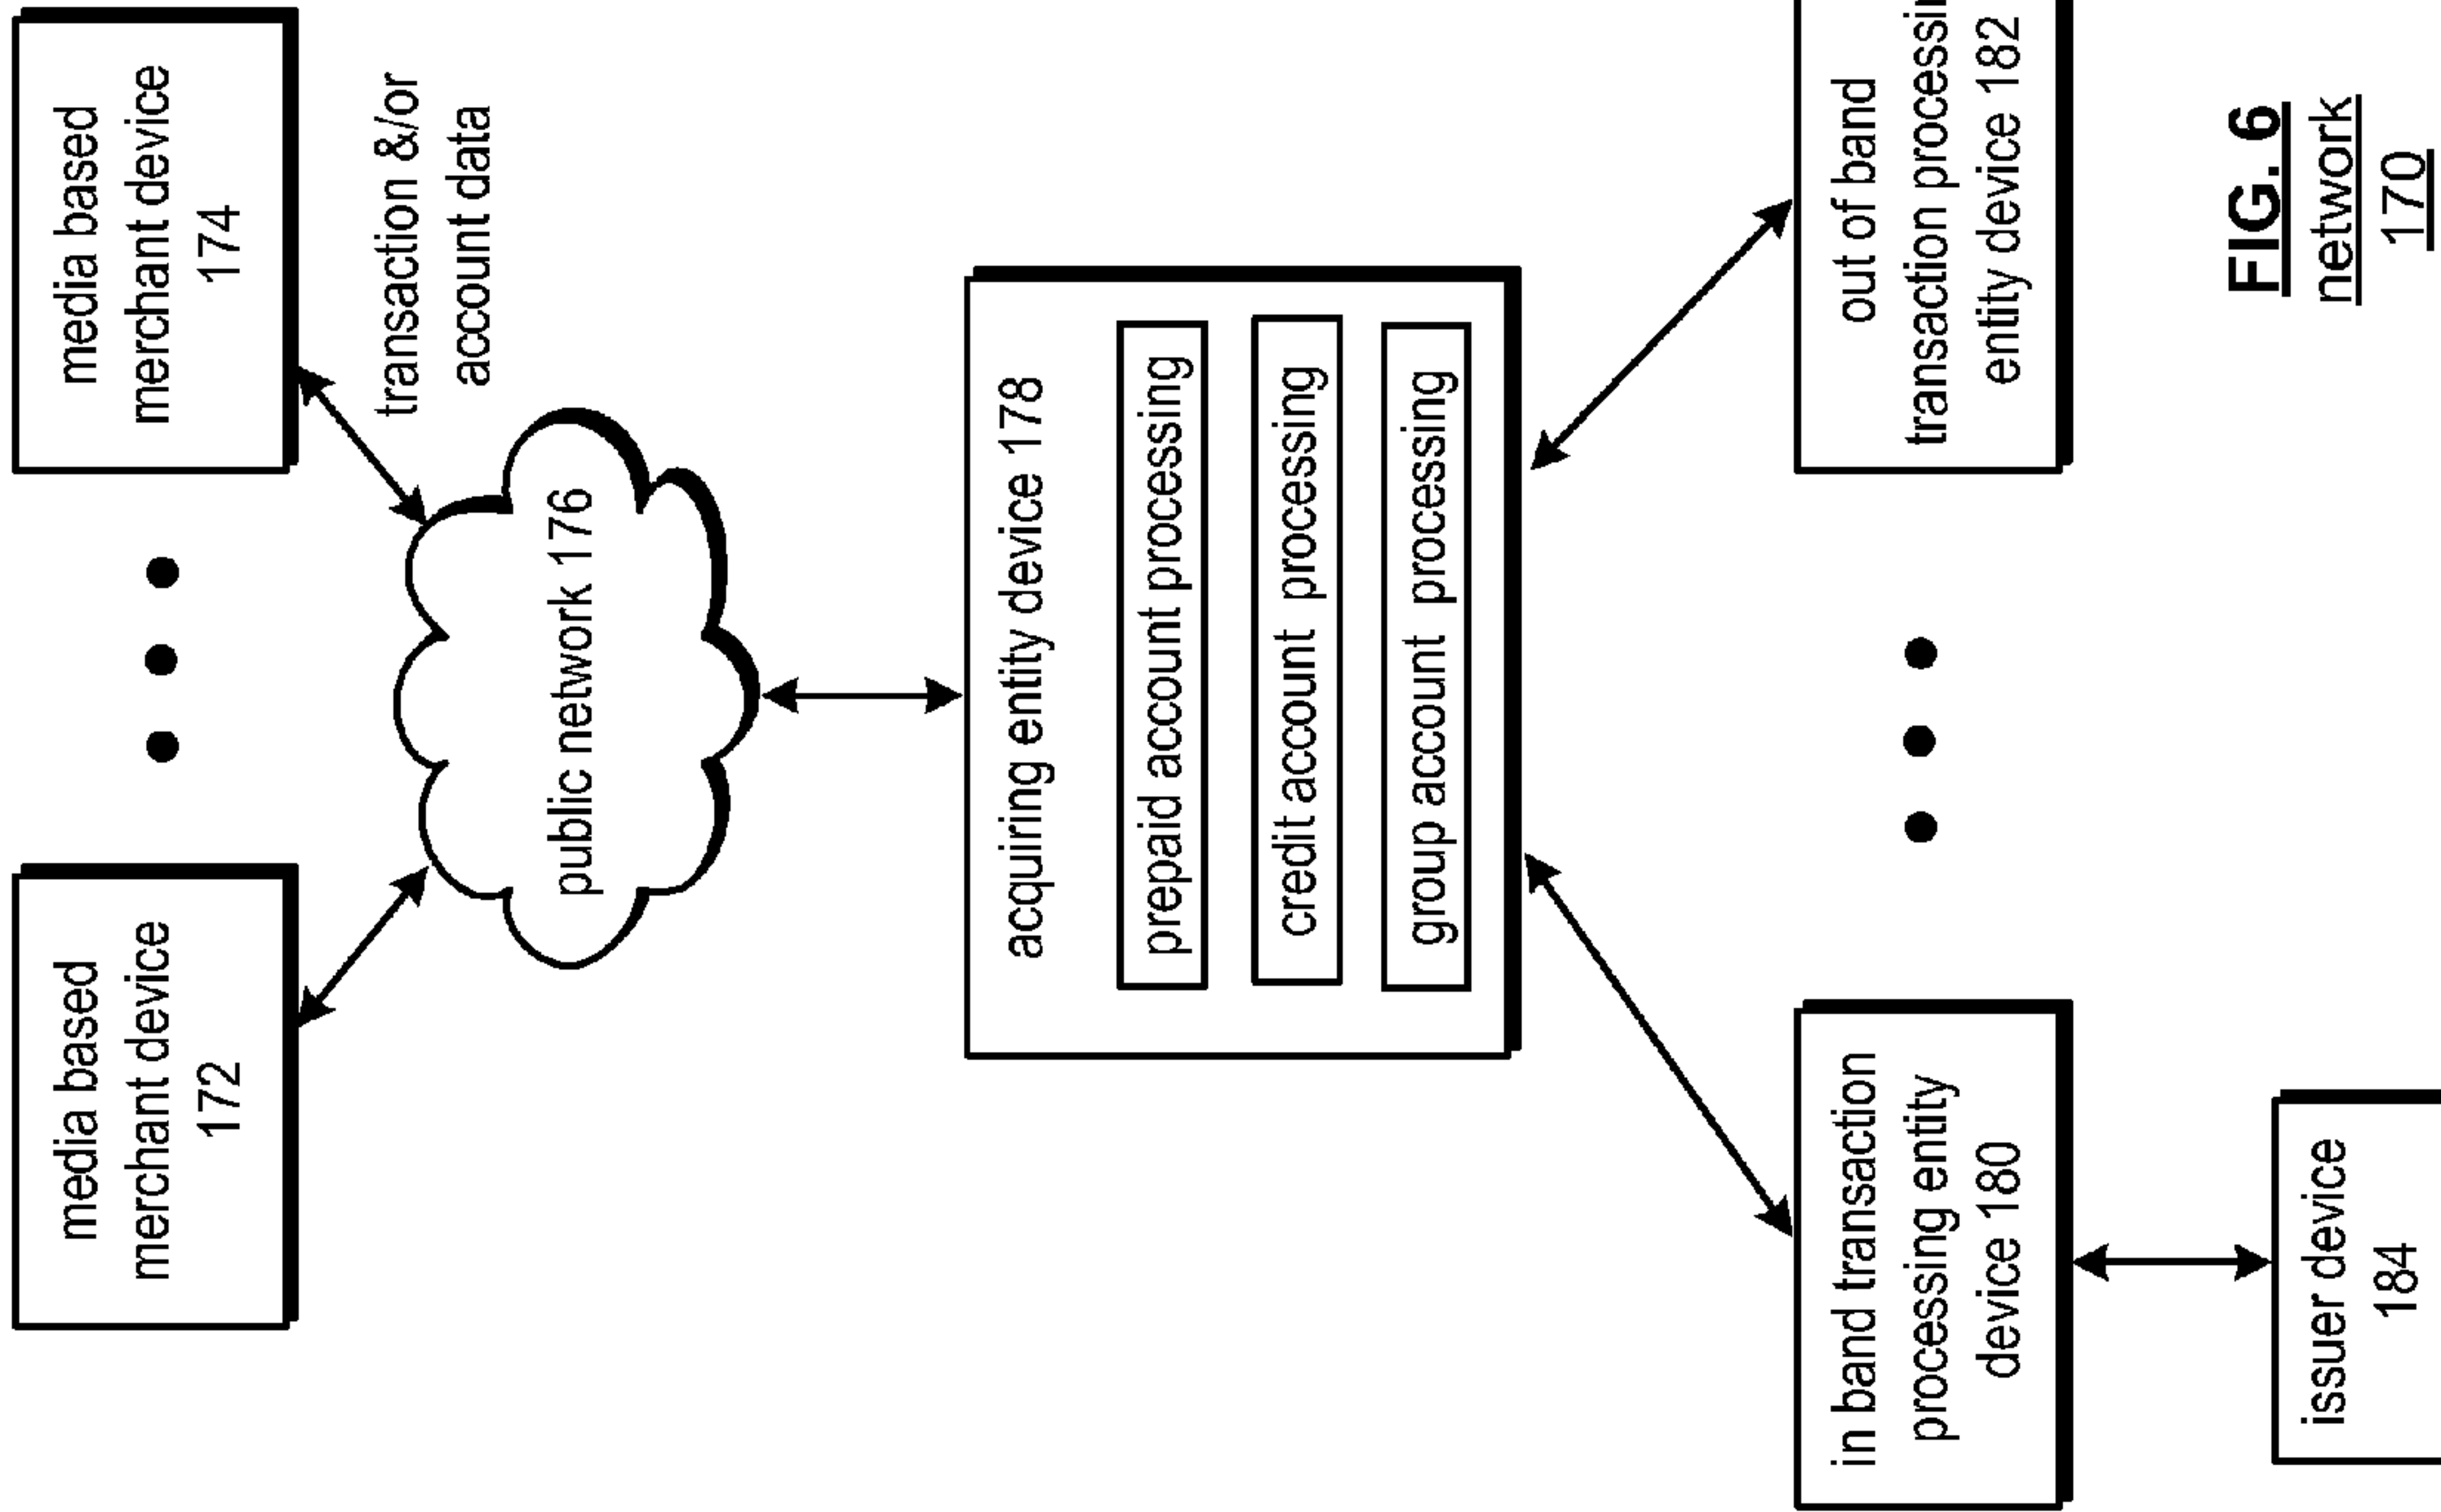 media based
merchant device
172
media based
merchant device
174
transaction &/or
account data
public network 176
acquiring entity device 178
prepaid account processing
credit account processing
group account processing
in band transaction
processing entity
device 180
out of band
transaction processin
entity device 182
issuer device
184
FIG. 6
network
170